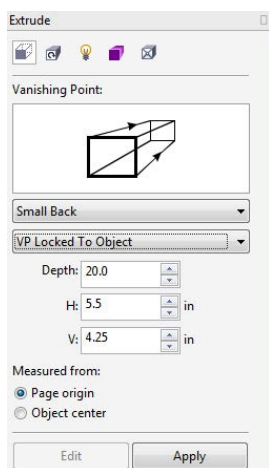 Extrude
Vanishing Point:
Small Back
VP Locked To Object
Depth: 20.0
H: 5.5 in
V: 4.25 in
Measured from:
Page origin
Object center
Edit Apply